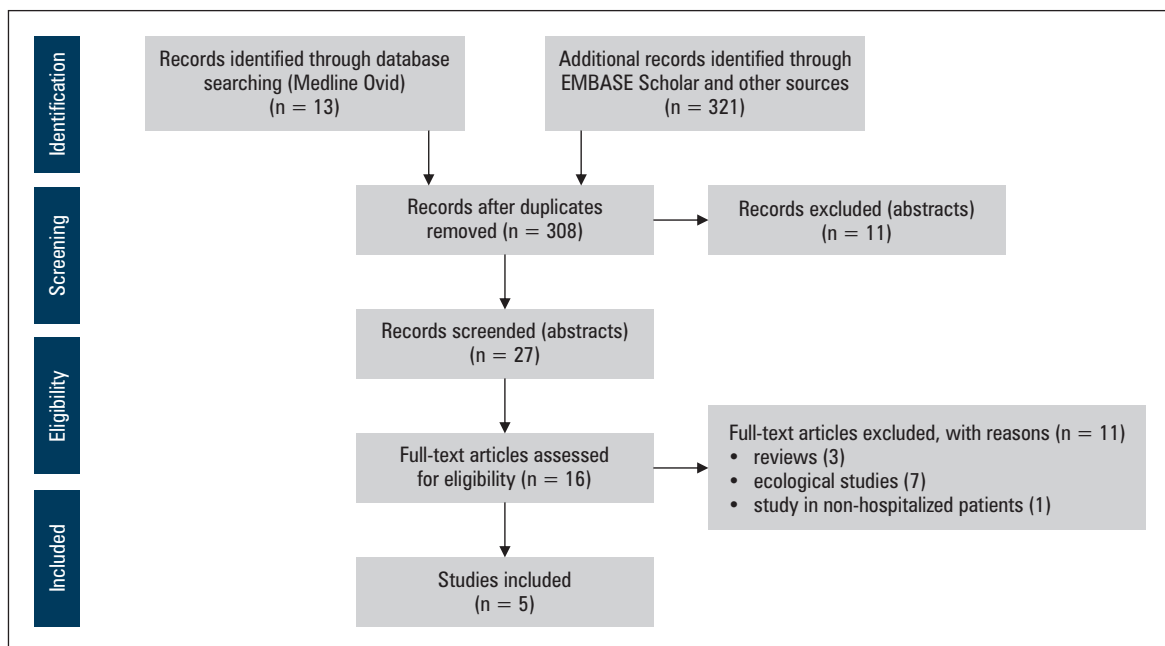 Identification
Records identified through database
searching (Medline Ovid)
(n = 13)
Additional records identified through
EMBASE Scholar and other sources
(n = 321)
Screening
Records after duplicates
removed (n = 308)
Records excluded (abstracts)
(n = 11)
Records screended (abstracts)
(n = 27)
Eligibility
Full-text articles assessed
for eligibility (n = 16)
Full-text articles excluded, with reasons (n = 11)
• reviews (3)
• ecological studies (7)
• study in non-hospitalized patients (1)
Included
Studies included
(n = 5)